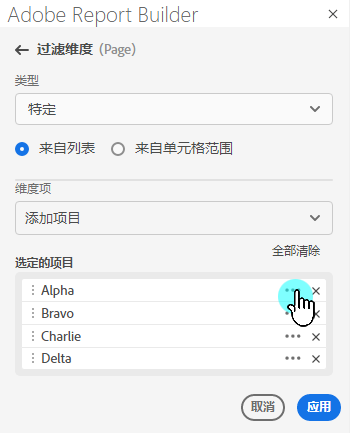 Adobe Report Builder
过滤维度 (Page)
类型
特定
来自列表 来自单元格范围
维度项
添加项目
全部清除
选定的项目
Alpha
Bravo
Charlie
Delta
取消 应用